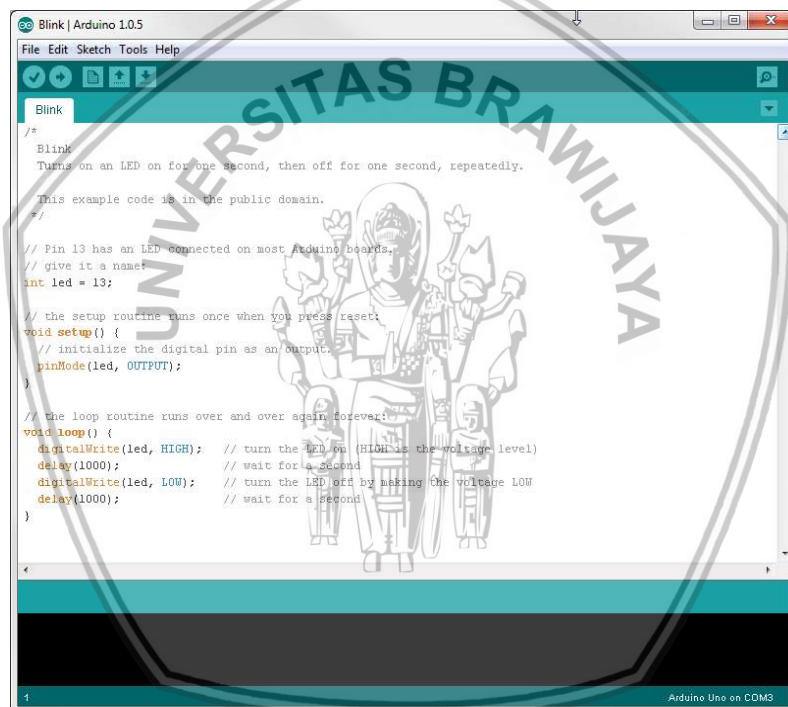 Blink | Arduino 1.0.5
File Edit Sketch Tools Help
UNIVERSITAS BRAWIJAYA
Blink
/*
  Blink
  Turns on an LED on for one second, then off for one second, repeatedly.
  This example code is in the public domain.
 */
// Pin 13 has an LED connected on most Arduino boards.
// give it a name:
int led = 13;
// the setup routine runs once when you press reset:
void setup() {
  // initialize the digital pin as an output.
  pinMode(led, OUTPUT);
}
// the loop routine runs over and over again forever:
void loop() {
  digitalWrite(led, HIGH);   // turn the LED on (HIGH is the voltage level)
  delay(1000);               // wait for a second
  digitalWrite(led, LOW);    // turn the LED off by making the voltage LOW
  delay(1000);               // wait for a second
}
1
Arduino Uno on COM3